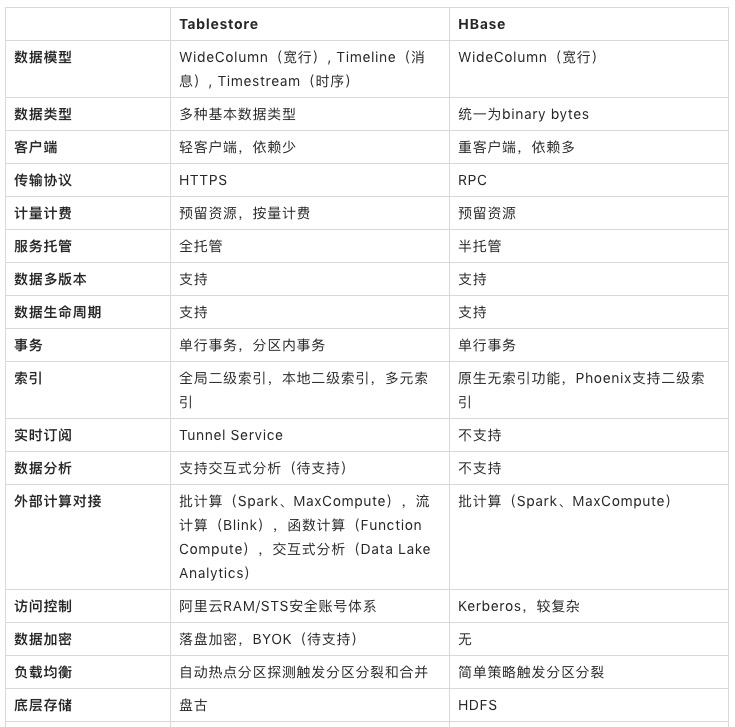 Tablestore HBase
数据模型 WideColumn（宽行）, Timeline（消 WideColumn（宽行）
息）, Timestream（时序）
数据类型 多种基本数据类型 统一为binary bytes
客户端 轻客户端，依赖少 重客户端，依赖多
传输协议 HTTPS RPC
计量计费 预留资源，按量计费 预留资源
服务托管 全托管 半托管
数据多版本 支持 支持
数据生命周期 支持 支持
事务 单行事务，分区内事务 单行事务
索引 全局二级索引，本地二级索引，多元索 原生无索引功能，Phoenix支持二级索
引 引
实时订阅 Tunnel Service 不支持
数据分析 支持交互式分析（待支持） 不支持
外部计算对接 批计算（Spark、MaxCompute），流 批计算（Spark、MaxCompute）
计算（Blink），函数计算（Function
Compute），交互式分析（Data Lake
Analytics）
访问控制 阿里云RAM/STS安全账号体系 Kerberos，较复杂
数据加密 落盘加密，BYOK（待支持） 无
负载均衡 自动热点分区探测触发分区分裂和合并 简单策略触发分区分裂
底层存储 盘古 HDFS